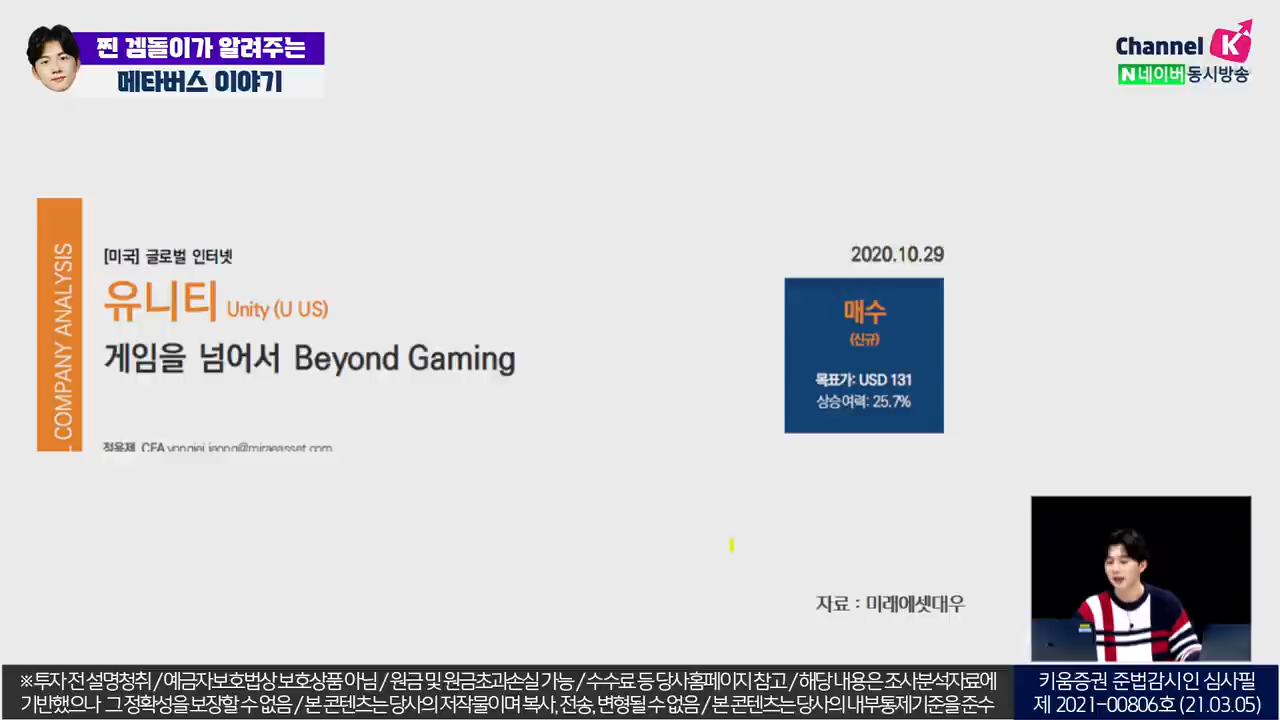 찐 겜돌이가 알려주는
메타버스 이야기
Channel K
N 네이버 동시방송
COMPANY ANALYSIS
[미국] 글로벌 인터넷
유니티 Unity (U US)
게임을 넘어서 Beyond Gaming
정용제, CFA yongjei.jeong@miraeasset.com
2020.10.29
매수
(신규)
목표가: USD 131
상승여력: 25.7%
자료 : 미래에셋대우
※ 투자 전 설명청취 / 예금자보호법상 보호상품 아님 / 원금 및 원금초과손실 가능 / 수수료 등 당사홈페이지 참고 / 해당 내용은 조사분석자료에
기반했으나 그 정확성을 보장할 수 없음 / 본 콘텐츠는 당사의 저작물이며 복사, 전송, 변형될 수 없음 / 본 콘텐츠는 당사의 내부통제기준을 준수
키움증권 준법감시인 심사필
제 2021-00806호 (21.03.05)